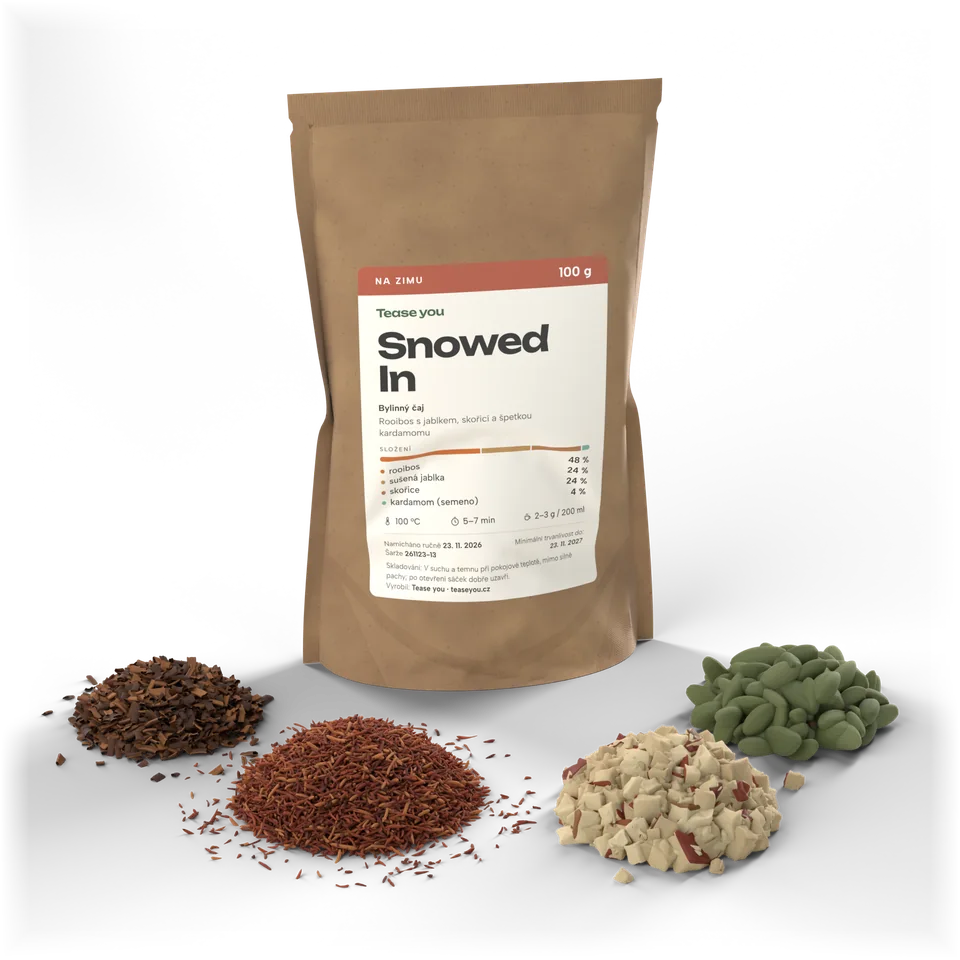 NA ZIMU 100 g
Tease you
Snowed
In
Bylinný čaj
Rooibos s jablkem, skořicí a špetkou
kardamomu
SLOŽENÍ
rooibos 48 %
sušená jablka 24 %
skořice 24 %
kardamom (semeno) 4 %
100 °C 5–7 min 2–3 g / 200 ml
Namícháno ručně 23. 11. 2026
Šarže 261123-13
Minimální trvanlivost do:
23. 11. 2027
Skladování: V suchu a temnu při pokojové teplotě, mimo silné
pachy; po otevření sáček dobře uzavři.
Vyrobil: Tease you · teaseyou.cz